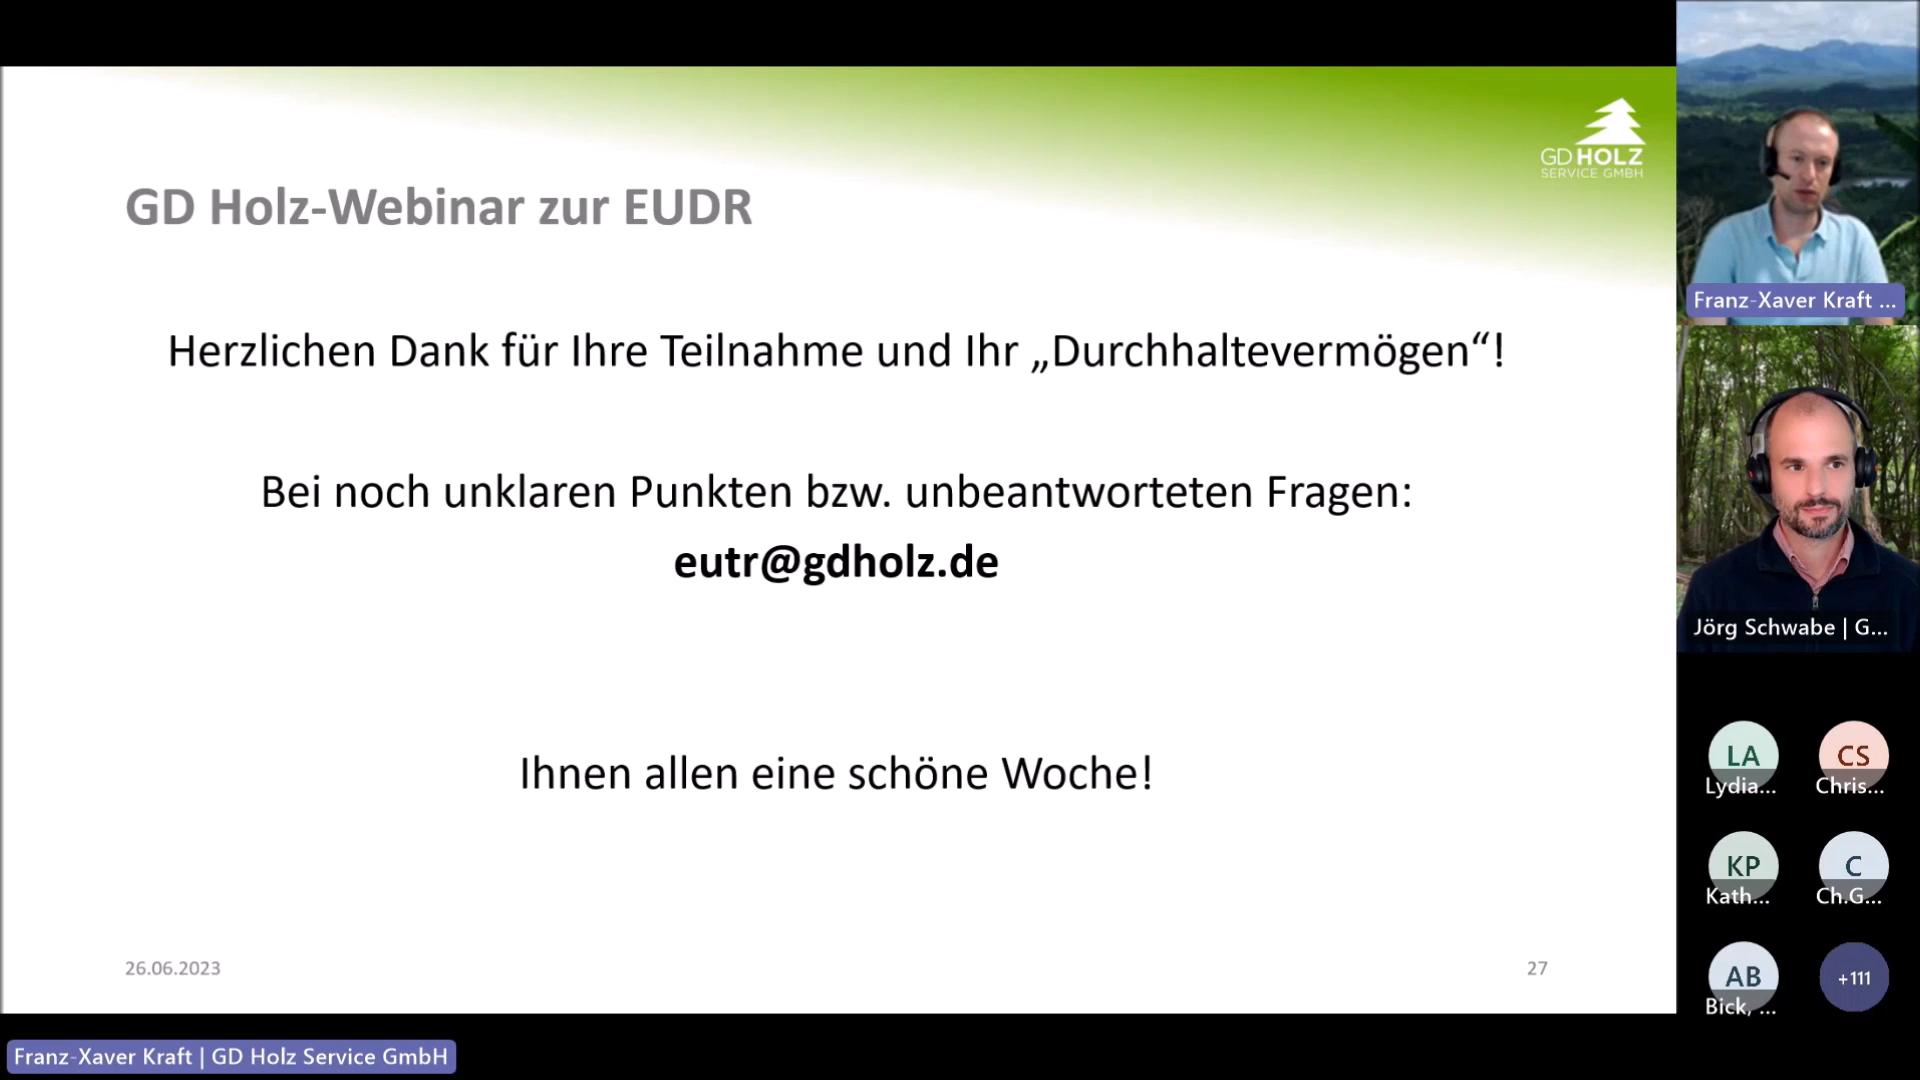 GD HOLZ
SERVICE GMBH
GD Holz-Webinar zur EUDR
Herzlichen Dank für Ihre Teilnahme und Ihr „Durchhaltevermögen“!
Bei noch unklaren Punkten bzw. unbeantworteten Fragen:
eutr@gdholz.de
Ihnen allen eine schöne Woche!
26.06.2023
27
Franz-Xaver Kraft | GD Holz Service GmbH
Franz-Xaver Kraft ...
Jörg Schwabe | G...
LA
Lydia...
CS
Chris...
KP
Kath...
C
Ch.G...
AB
Bick, ...
+111